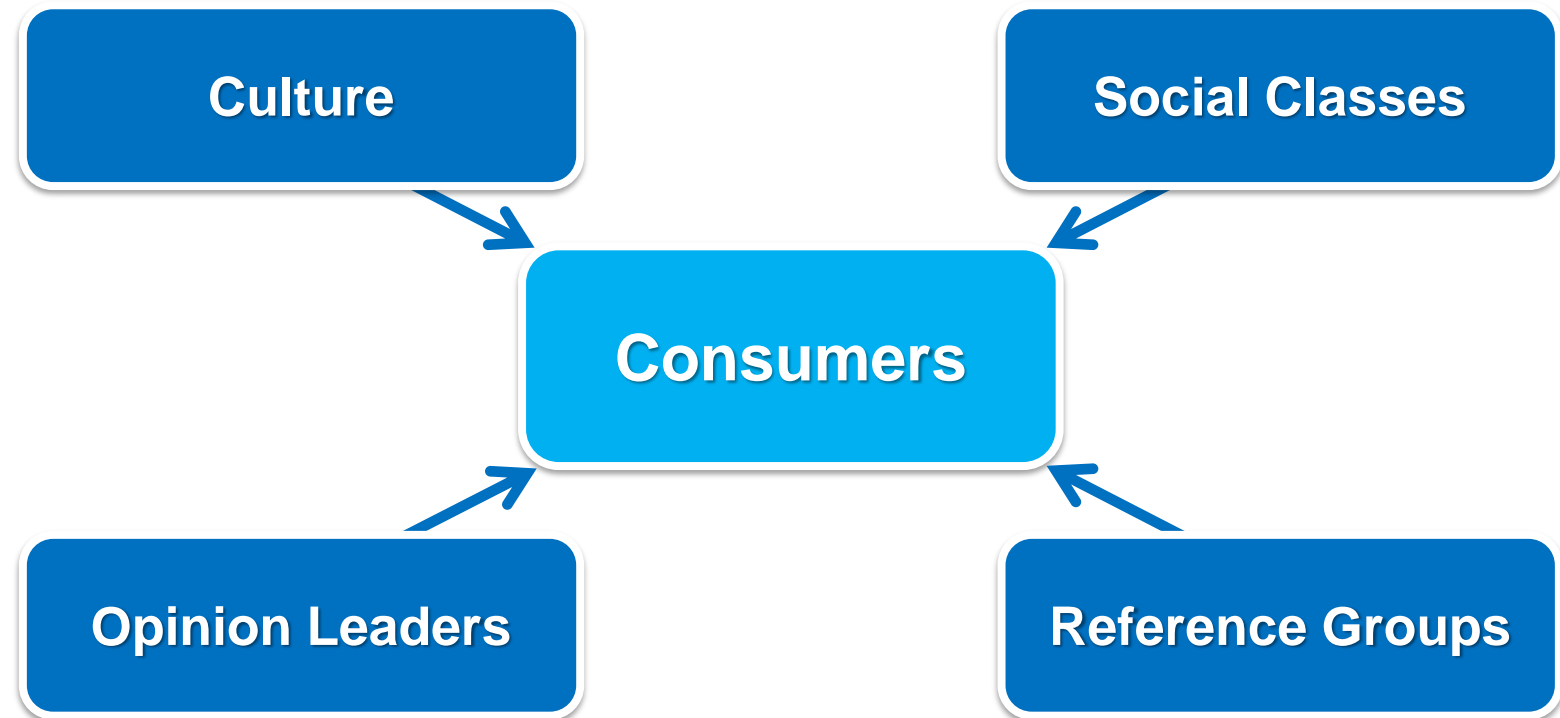 Culture
Social Classes
Consumers
Opinion Leaders
Reference Groups